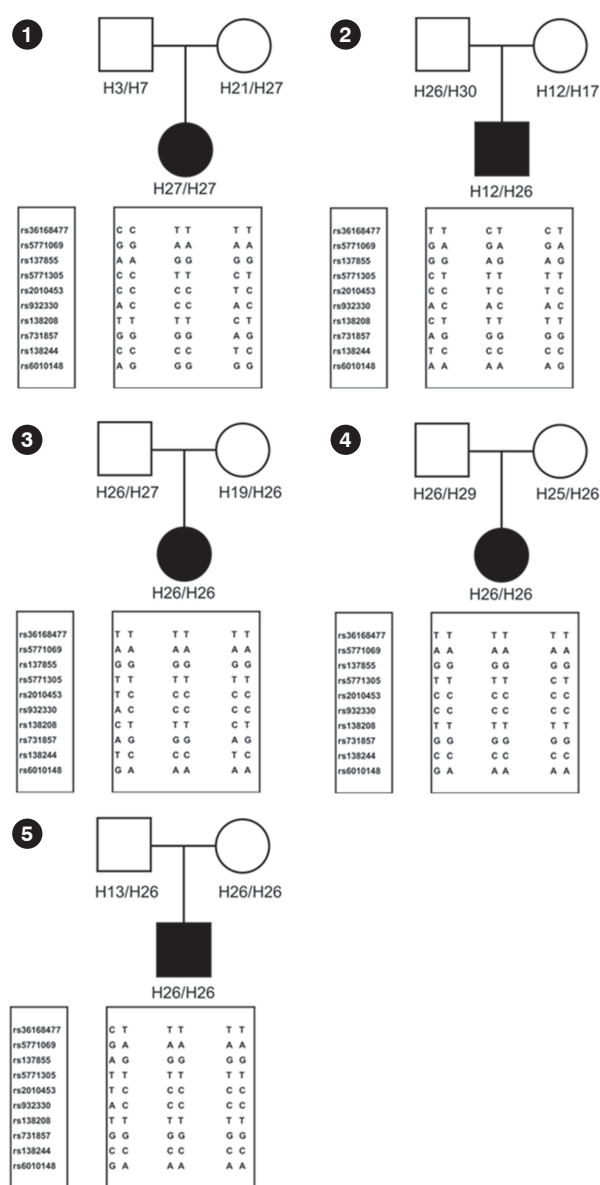 1
H3/H7 H21/H27
H27/H27
rs36168477 C C T T T T
rs5771069 G G A A A A
rs137855 A A G G G G
rs5771305 C C T T C T
rs2010453 C C C C T C
rs932330 A C C C A C
rs138208 T T T T C T
rs731857 G G G G A G
rs138244 C C C C T C
rs6010148 A G G G G G
2
H26/H30 H12/H17
H12/H26
rs36168477 T T C T C T
rs5771069 G A G A G A
rs137855 G G A G A G
rs5771305 C T T T T T
rs2010453 C C T C T C
rs932330 A C A C A C
rs138208 C T T T T T
rs731857 A G G G G G
rs138244 T C C C C C
rs6010148 A A A A A G
3
H26/H27 H19/H26
H26/H26
rs36168477 T T T T T T
rs5771069 A A A A A A
rs137855 G G G G G G
rs5771305 T T T T T T
rs2010453 T C C C C C
rs932330 A C C C C C
rs138208 C T T T C T
rs731857 A G G G A G
rs138244 T C C C T C
rs6010148 G A A A A A
4
H26/H29 H25/H26
H26/H26
rs36168477 T T T T T T
rs5771069 A A A A A A
rs137855 G G G G G G
rs5771305 T T T T C T
rs2010453 C C C C C C
rs932330 C C C C C C
rs138208 T T T T T T
rs731857 G G G G G G
rs138244 C C C C C C
rs6010148 G A A A A A
5
H13/H26 H26/H26
H26/H26
rs36168477 C T T T T T
rs5771069 G A A A A A
rs137855 A G G G G G
rs5771305 T T T T T T
rs2010453 T C C C C C
rs932330 A C C C C C
rs138208 T T T T T T
rs731857 G G G G G G
rs138244 C C C C C C
rs6010148 G A A A A A